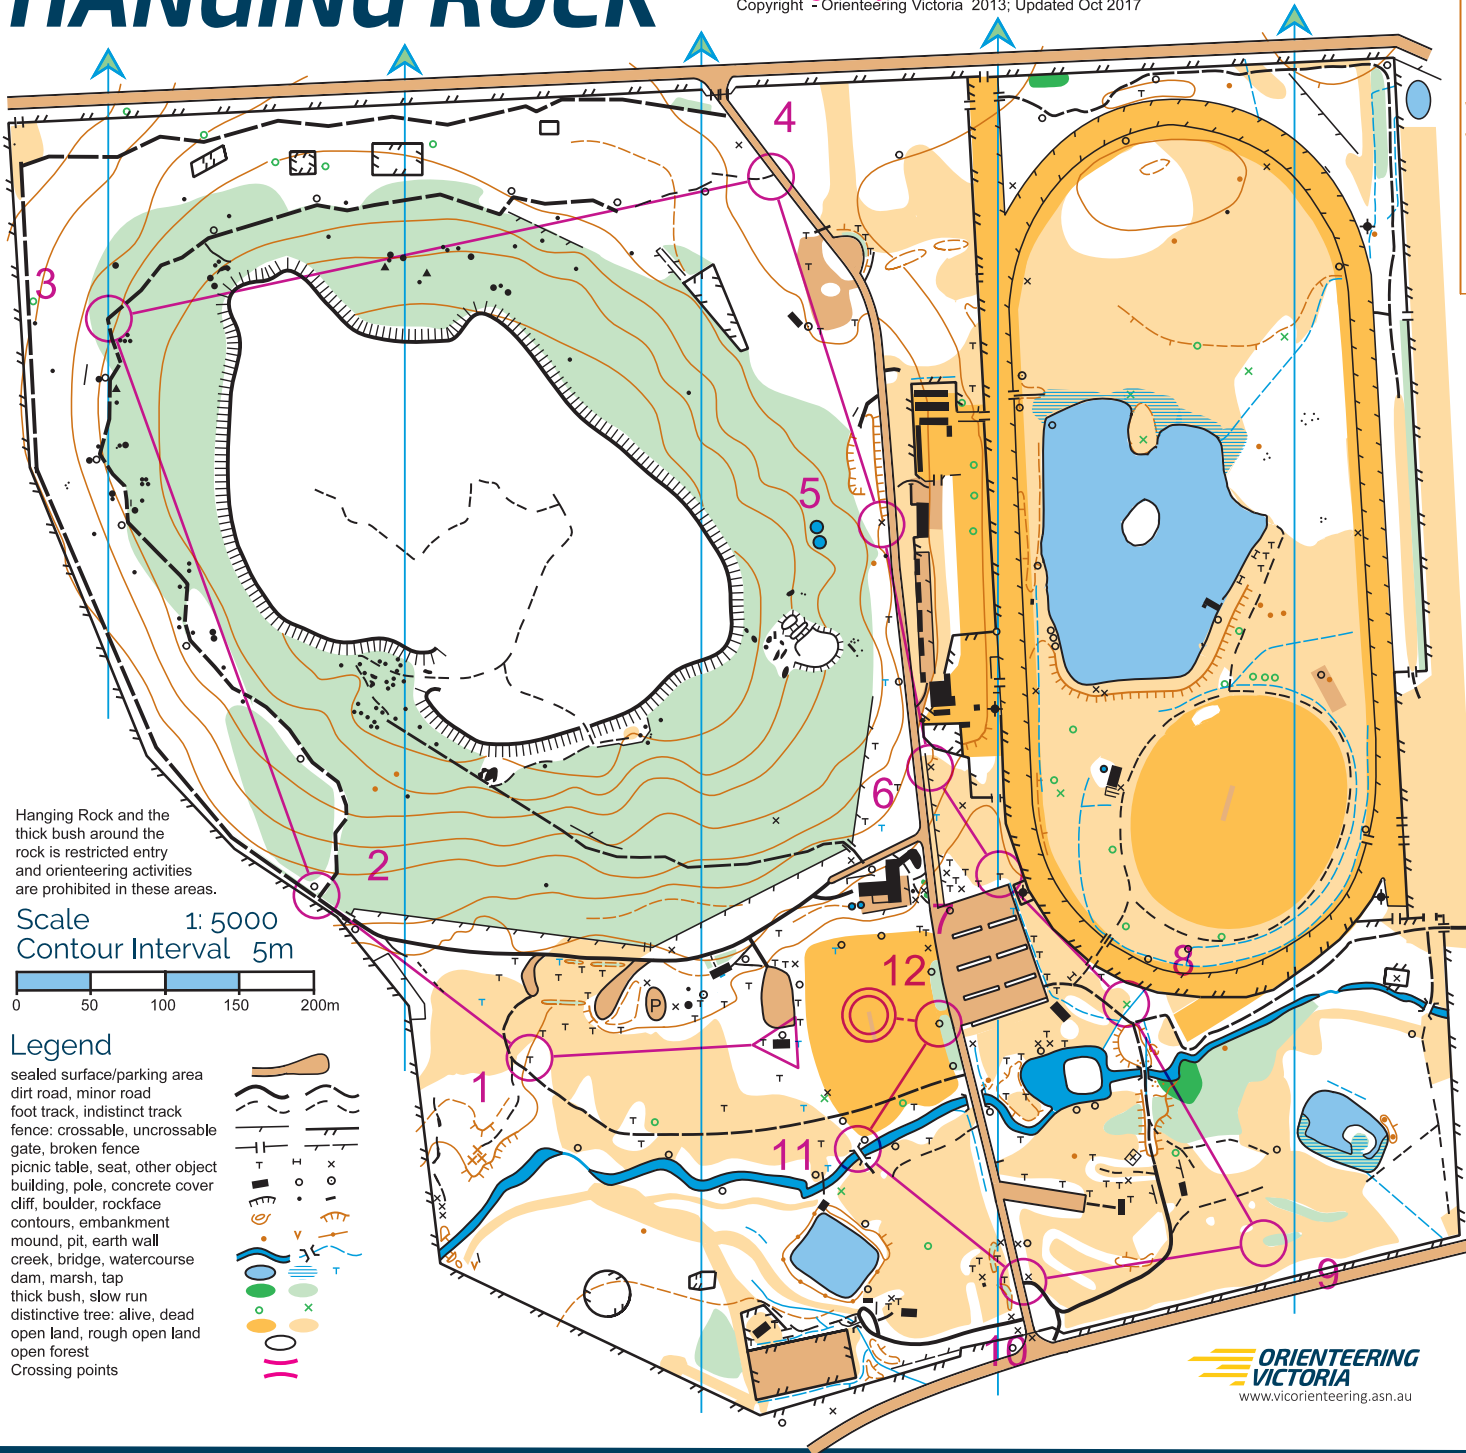 HANGING ROCK
Copyright - Orienteering Victoria 2013; Updated Oct 2017
4
3
5
6
2
7
8
12
1
11
9
10
P
Hanging Rock and the
thick bush around the
rock is restricted entry
and orienteering activities
are prohibited in these areas.
Scale 1: 5000
Contour Interval 5m
0 50 100 150 200m
Legend
sealed surface/parking area
dirt road, minor road
foot track, indistinct track
fence: crossable, uncrossable
gate, broken fence
picnic table, seat, other object
building, pole, concrete cover
cliff, boulder, rockface
contours, embankment
mound, pit, earth wall
creek, bridge, watercourse
dam, marsh, tap
thick bush, slow run
distinctive tree: alive, dead
open land, rough open land
open forest
Crossing points
ORIENTEERING
VICTORIA
www.vicorienteering.asn.au